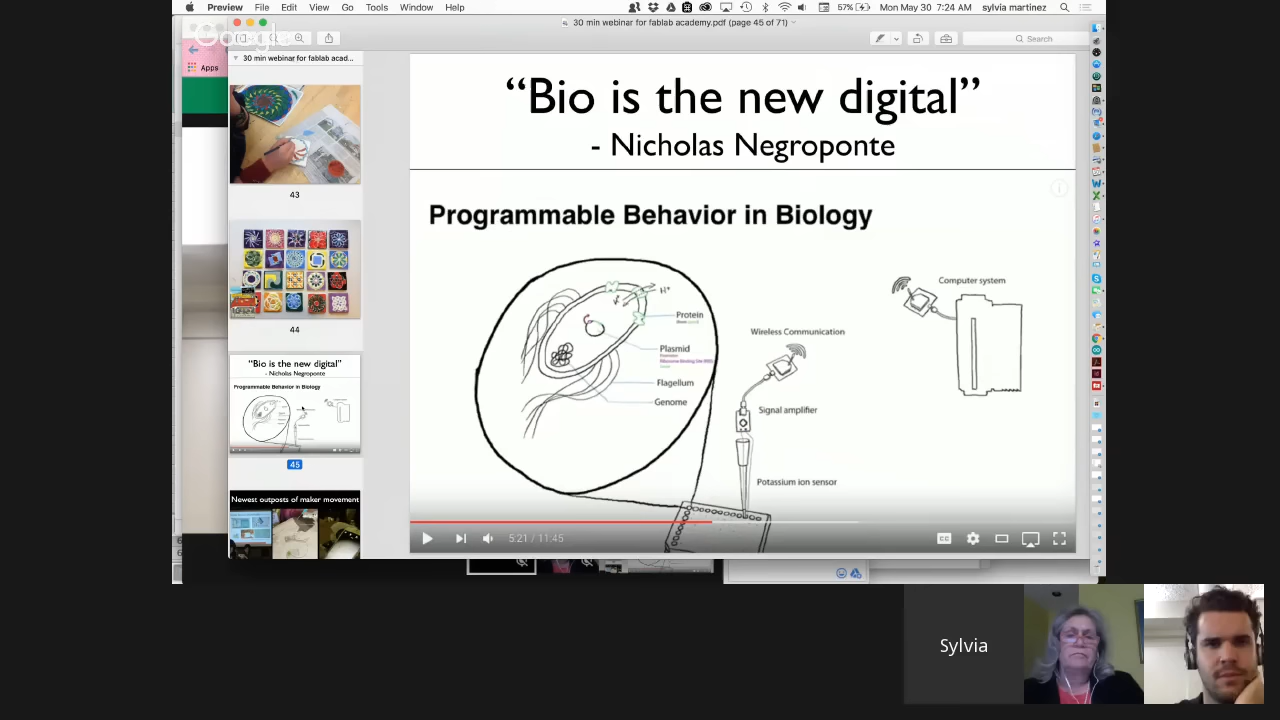 Preview File Edit View Go Tools Window Help
57% Mon May 30 7:24 AM sylvia martinez
30 min webinar for fablab academy.pdf (page 45 of 71)
Google
Search
30 min webinar for fablab acad...
Apps
43
44
“Bio is the new digital”
- Nicholas Negroponte
Programmable Behavior in Biology
45
Newest outposts of maker movement
“Bio is the new digital”
- Nicholas Negroponte
Programmable Behavior in Biology
H+
Protein
Plasmid
Flagellum
Genome
Wireless Communication
Signal amplifier
Potassium ion sensor
Computer system
5:21 / 11:45
CC
Sylvia